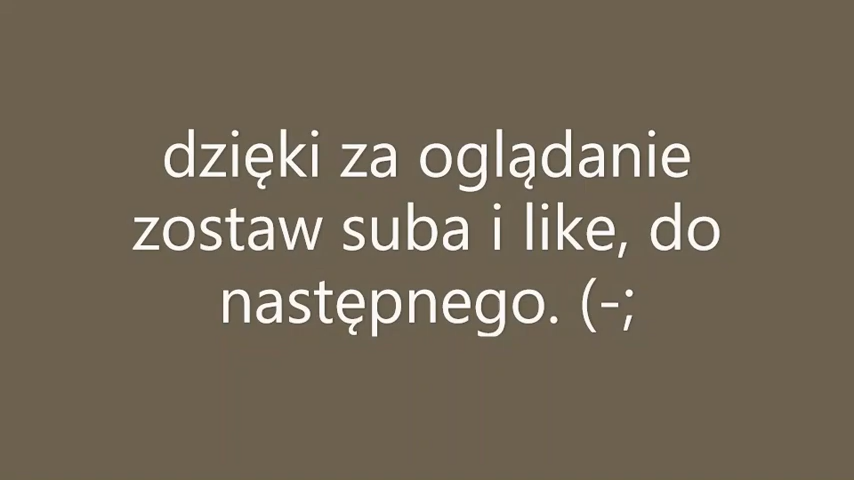 dzięki za oglądanie
zostaw suba i like, do
następnego. (-;